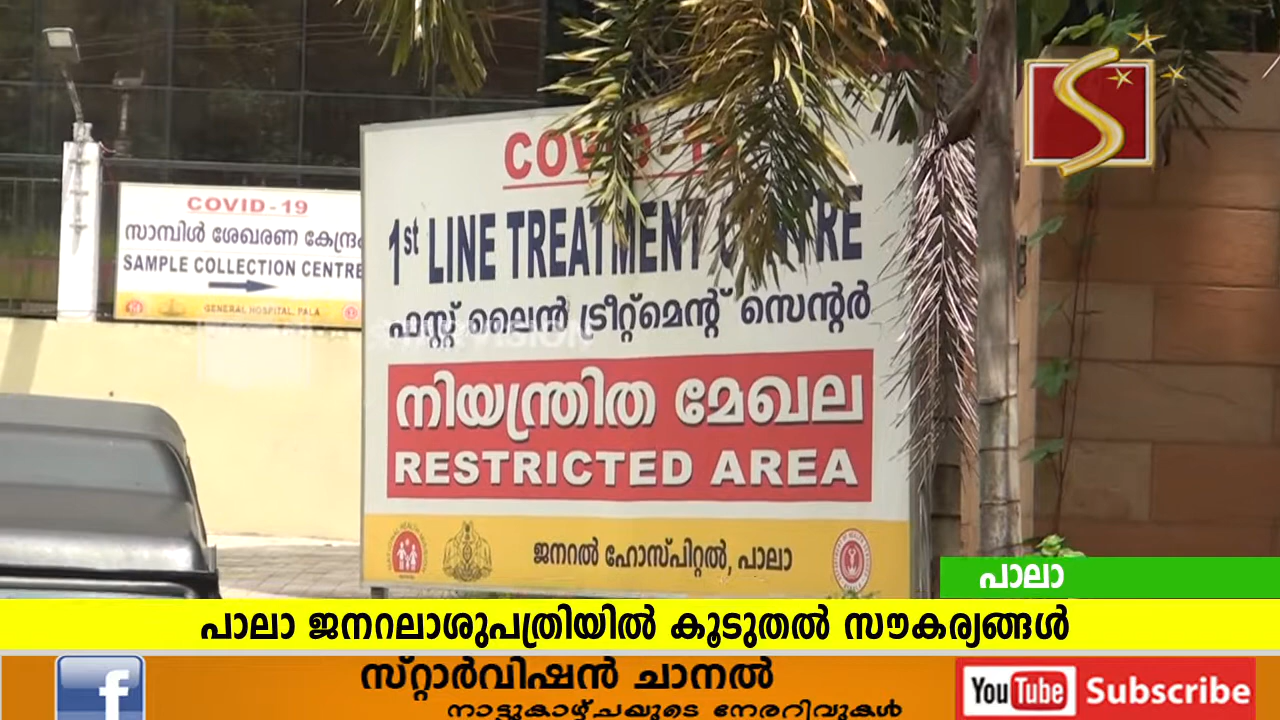 COVID-19
സാമ്പിൾ ശേഖരണ കേന്ദ്രം
SAMPLE COLLECTION CENTRE
GENERAL HOSPITAL, PALA
1st LINE TREATMENT CENTRE
ഫസ്റ്റ് ലൈൻ ട്രീറ്റ്മെന്റ് സെന്റർ
നിയന്ത്രിത മേഖല
RESTRICTED AREA
ജനറൽ ഹോസ്പിറ്റൽ, പാലാ
S
പാലാ
പാലാ ജനറലാശുപത്രിയിൽ കൂടുതൽ സൗകര്യങ്ങൾ
f
സ്റ്റാർവിഷൻ ചാനൽ
നാട്ടുകാഴ്ചയുടെ നേരറിവുകൾ
YouTube Subscribe